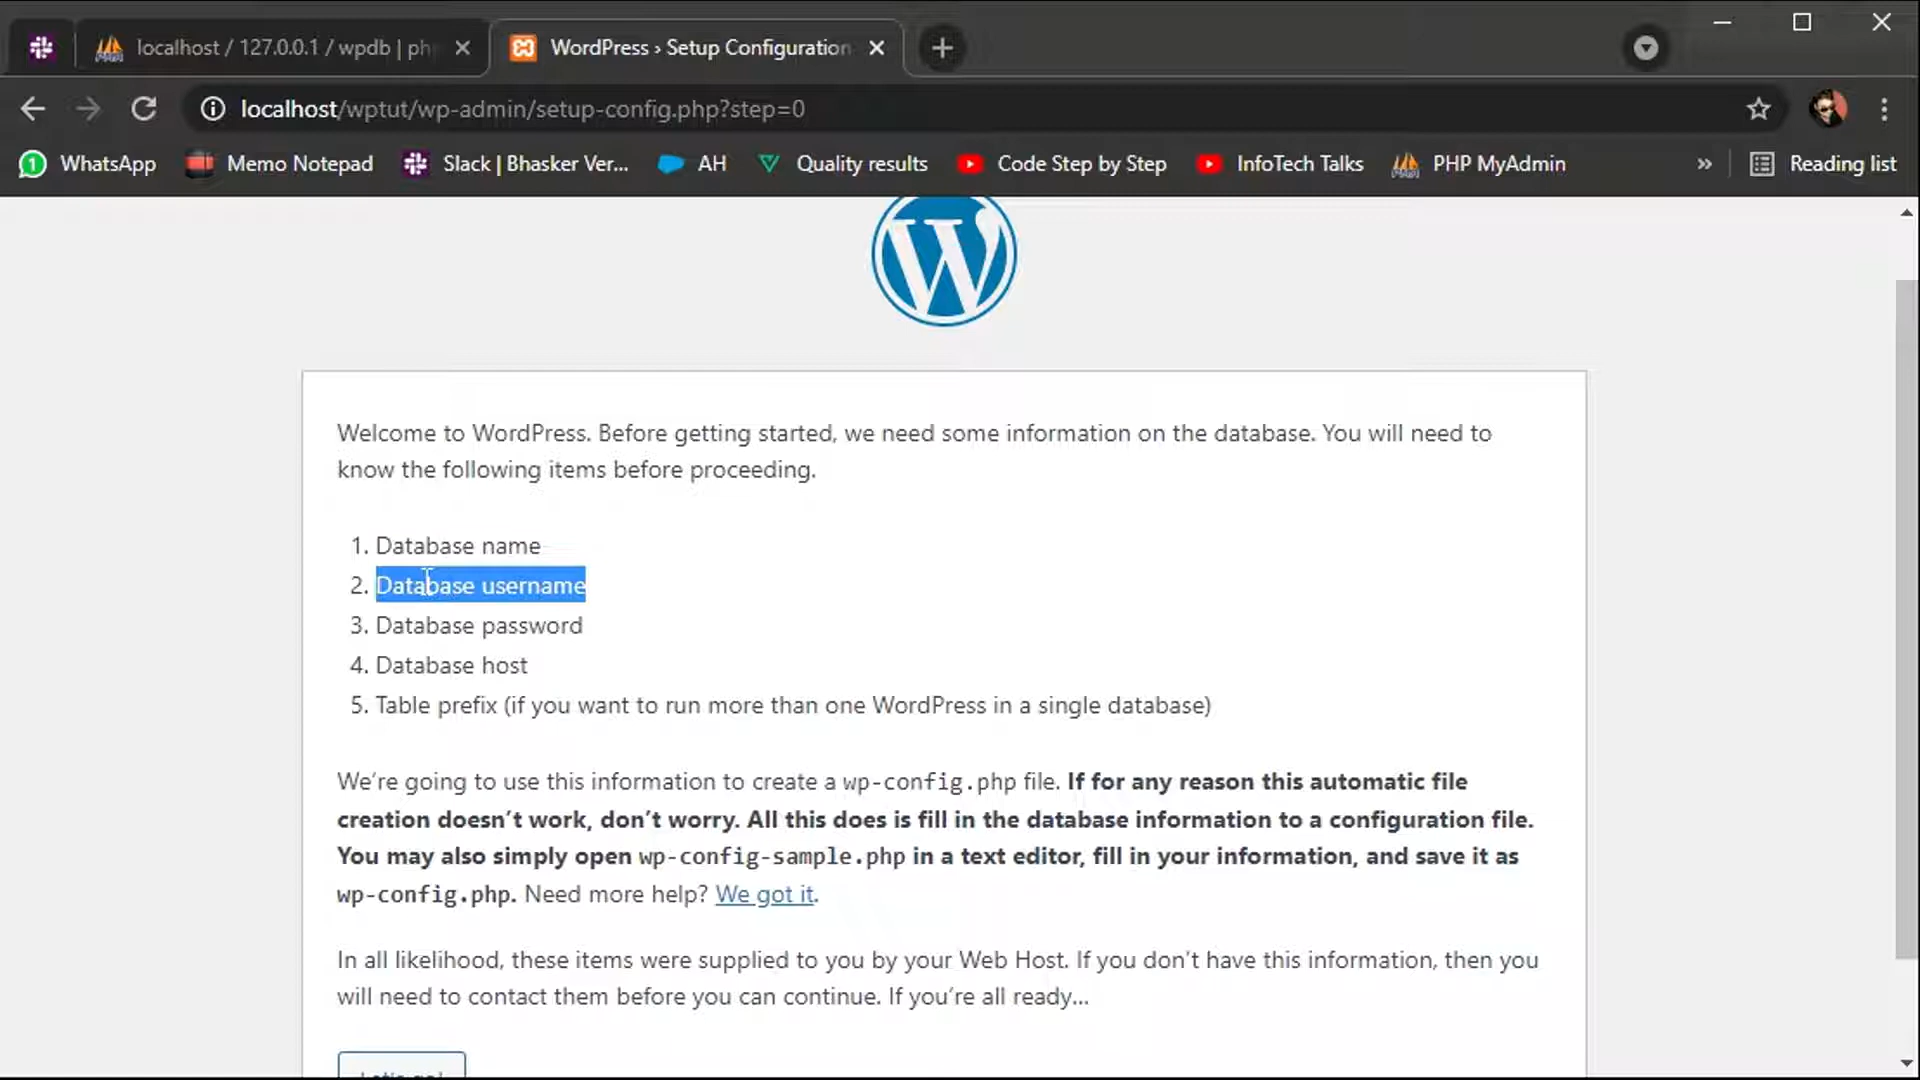 localhost / 127.0.0.1 / wpdb | ph
WordPress › Setup Configuration
localhost/wptut/wp-admin/setup-config.php?step=0
1 WhatsApp
Memo Notepad
Slack | Bhasker Ver...
AH
Quality results
Code Step by Step
InfoTech Talks
PHP MyAdmin
»
Reading list
W
Welcome to WordPress. Before getting started, we need some information on the database. You will need to
know the following items before proceeding.
1. Database name
2. Database username
3. Database password
4. Database host
5. Table prefix (if you want to run more than one WordPress in a single database)
We’re going to use this information to create a wp-config.php file. If for any reason this automatic file
creation doesn’t work, don’t worry. All this does is fill in the database information to a configuration file.
You may also simply open wp-config-sample.php in a text editor, fill in your information, and save it as
wp-config.php. Need more help? We got it.
In all likelihood, these items were supplied to you by your Web Host. If you don’t have this information, then you
will need to contact them before you can continue. If you’re all ready…
Let’s go!